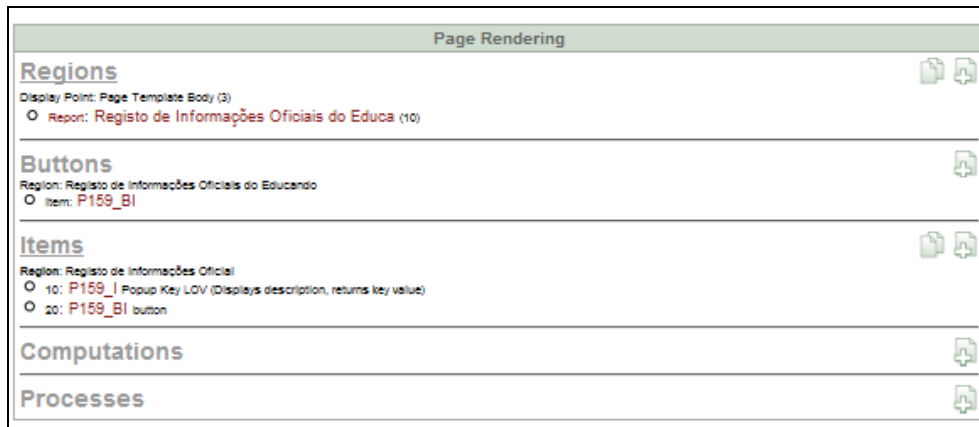 Page Rendering
Regions
Display Point: Page Template Body (3)
Report: Registo de Informações Oficiais do Educa (10)
Buttons
Region: Registo de Informações Oficiais do Educando
Item: P159_BI
Items
Region: Registo de Informações Oficial
10: P159_I Popup Key LOV (Displays description, returns key value)
20: P159_BI button
Computations
Processes